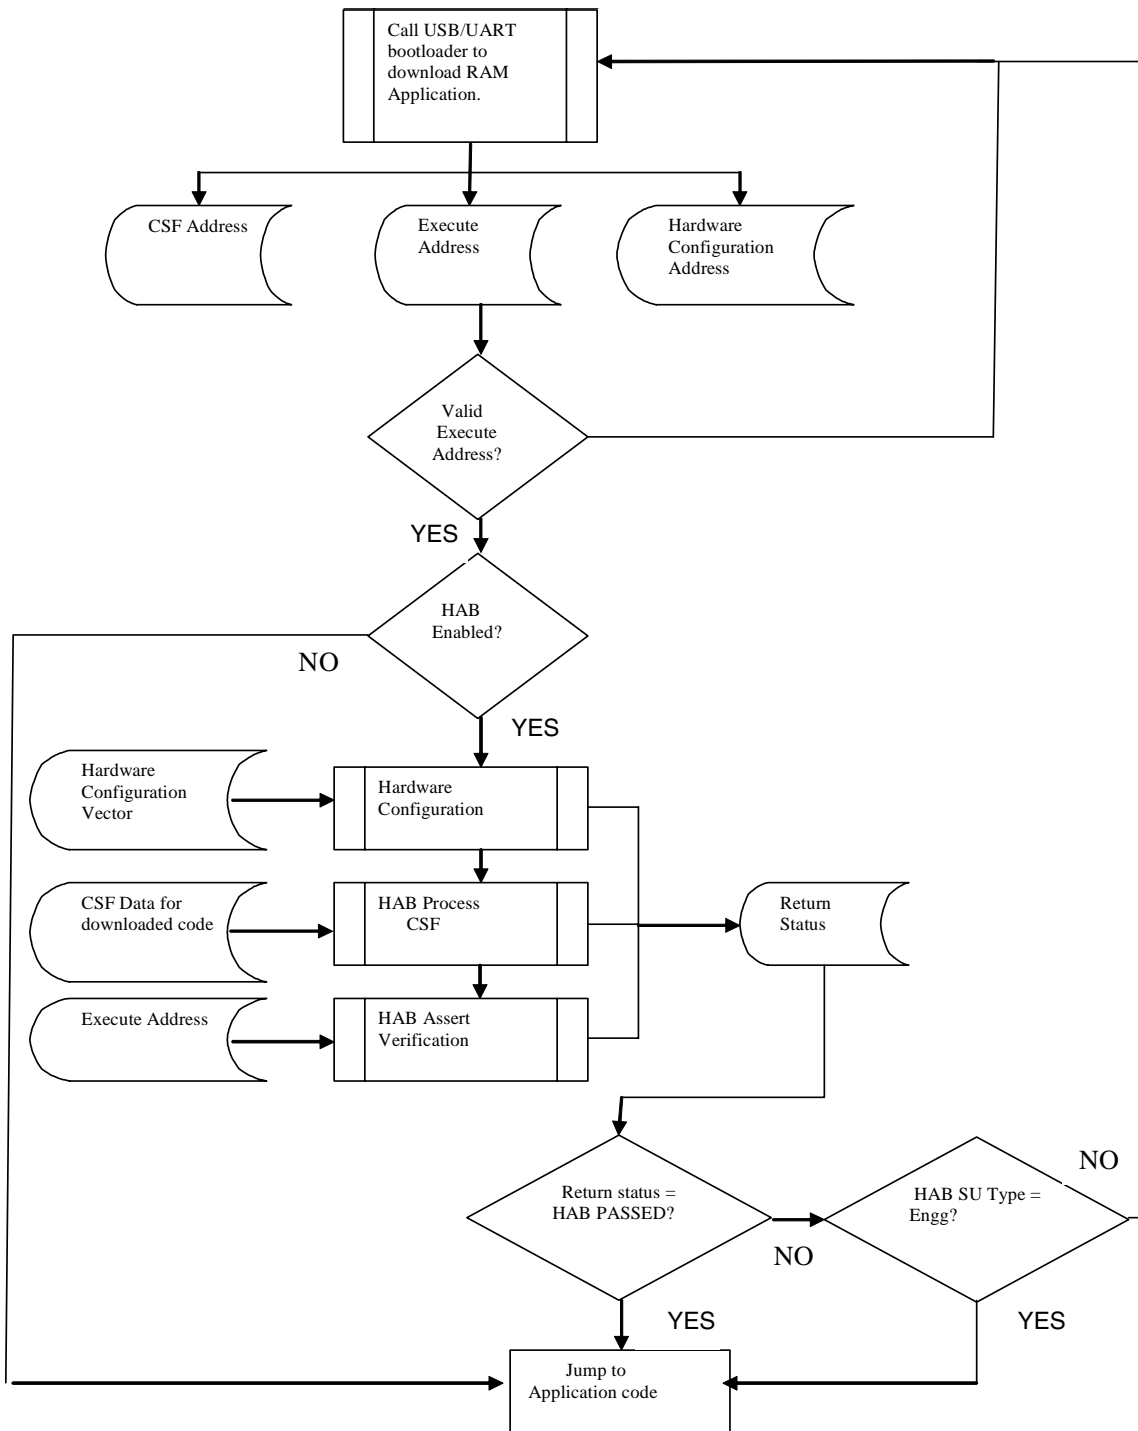 Call USB/UART
bootloader to
download RAM
Application.
CSF Address
Execute
Address
Hardware
Configuration
Address
Valid
Execute
Address?
YES
HAB
Enabled?
NO
YES
Hardware
Configuration
Vector
Hardware
Configuration
CSF Data for
downloaded code
HAB Process
CSF
Return
Status
Execute Address
HAB Assert
Verification
Return status =
HAB PASSED?
NO
HAB SU Type =
Engg?
NO
YES
YES
Jump to
Application code